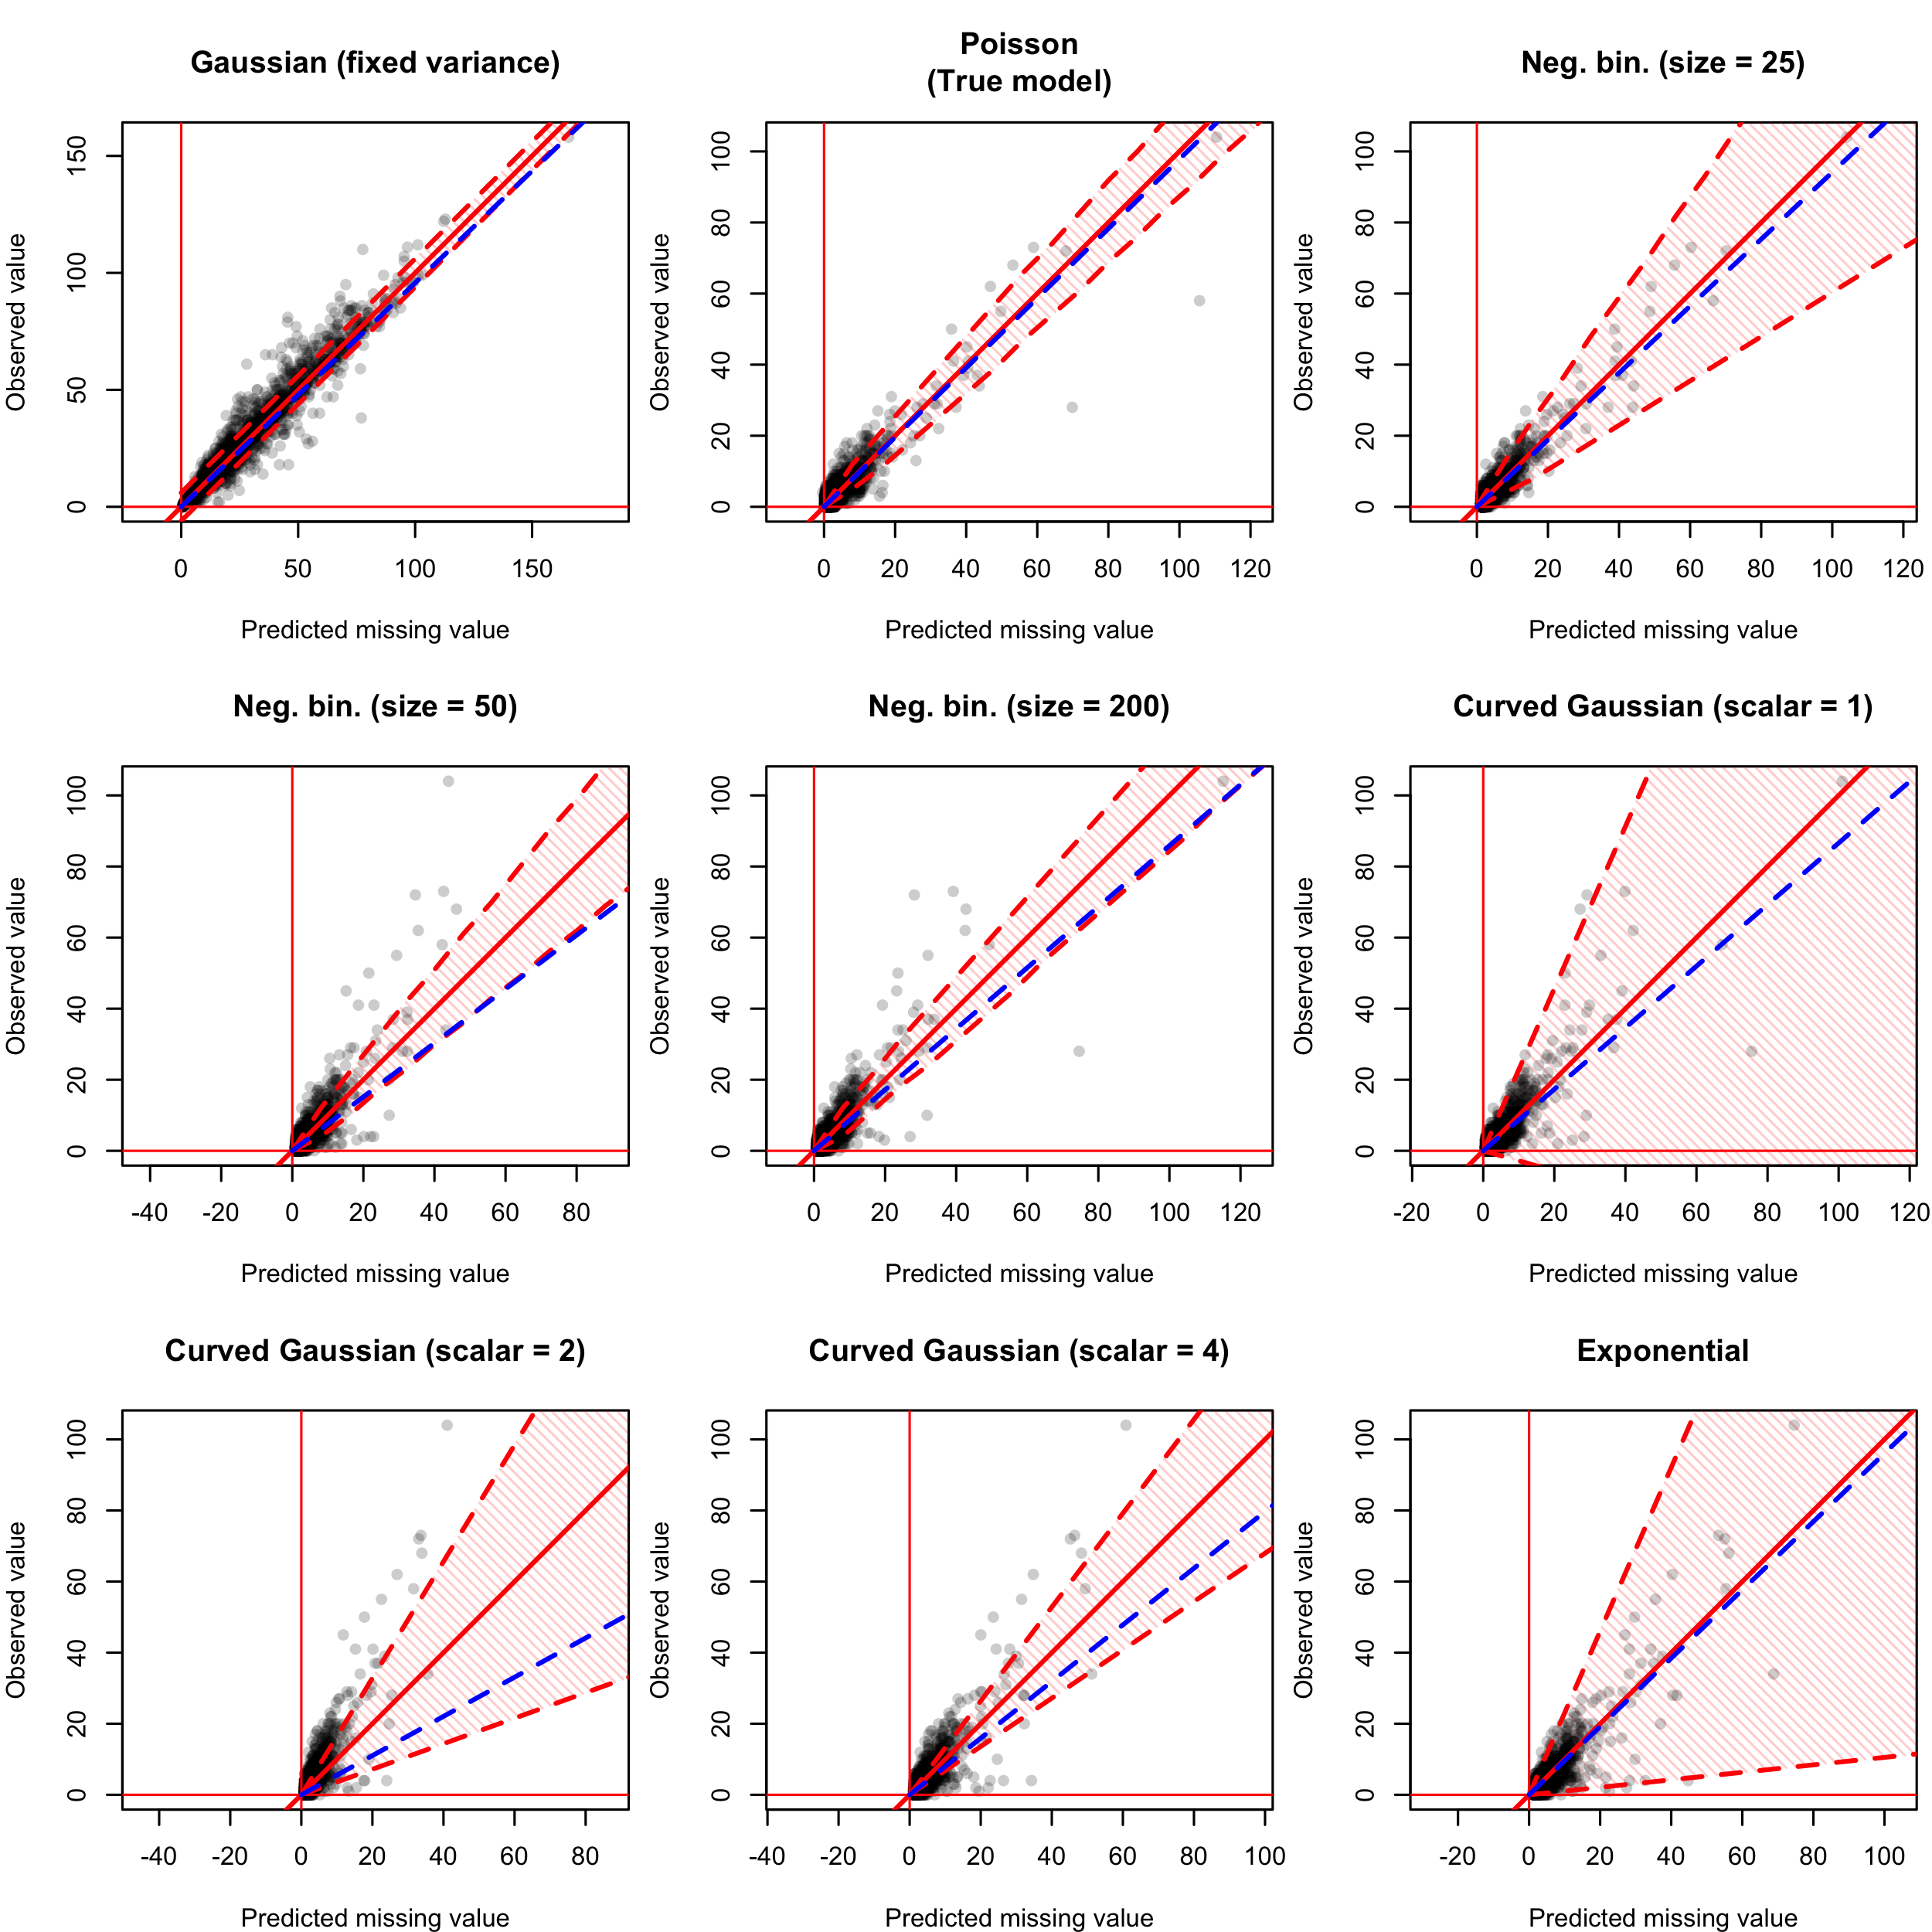 Gaussian (fixed variance)
Observed value
150
100
50
0
0 50 100 150
Predicted missing value
Poisson
(True model)
Observed value
100
80
60
40
20
0
0 20 40 60 80 100 120
Predicted missing value
Neg. bin. (size = 25)
Observed value
100
80
60
40
20
0
0 20 40 60 80 100 120
Predicted missing value
Neg. bin. (size = 50)
Observed value
100
80
60
40
20
0
-40 -20 0 20 40 60 80
Predicted missing value
Neg. bin. (size = 200)
Observed value
100
80
60
40
20
0
0 20 40 60 80 100 120
Predicted missing value
Curved Gaussian (scalar = 1)
Observed value
100
80
60
40
20
0
-20 0 20 40 60 80 100 120
Predicted missing value
Curved Gaussian (scalar = 2)
Observed value
100
80
60
40
20
0
-40 -20 0 20 40 60 80
Predicted missing value
Curved Gaussian (scalar = 4)
Observed value
100
80
60
40
20
0
-40 -20 0 20 40 60 80 100
Predicted missing value
Exponential
Observed value
100
80
60
40
20
0
-20 0 20 40 60 80 100
Predicted missing value